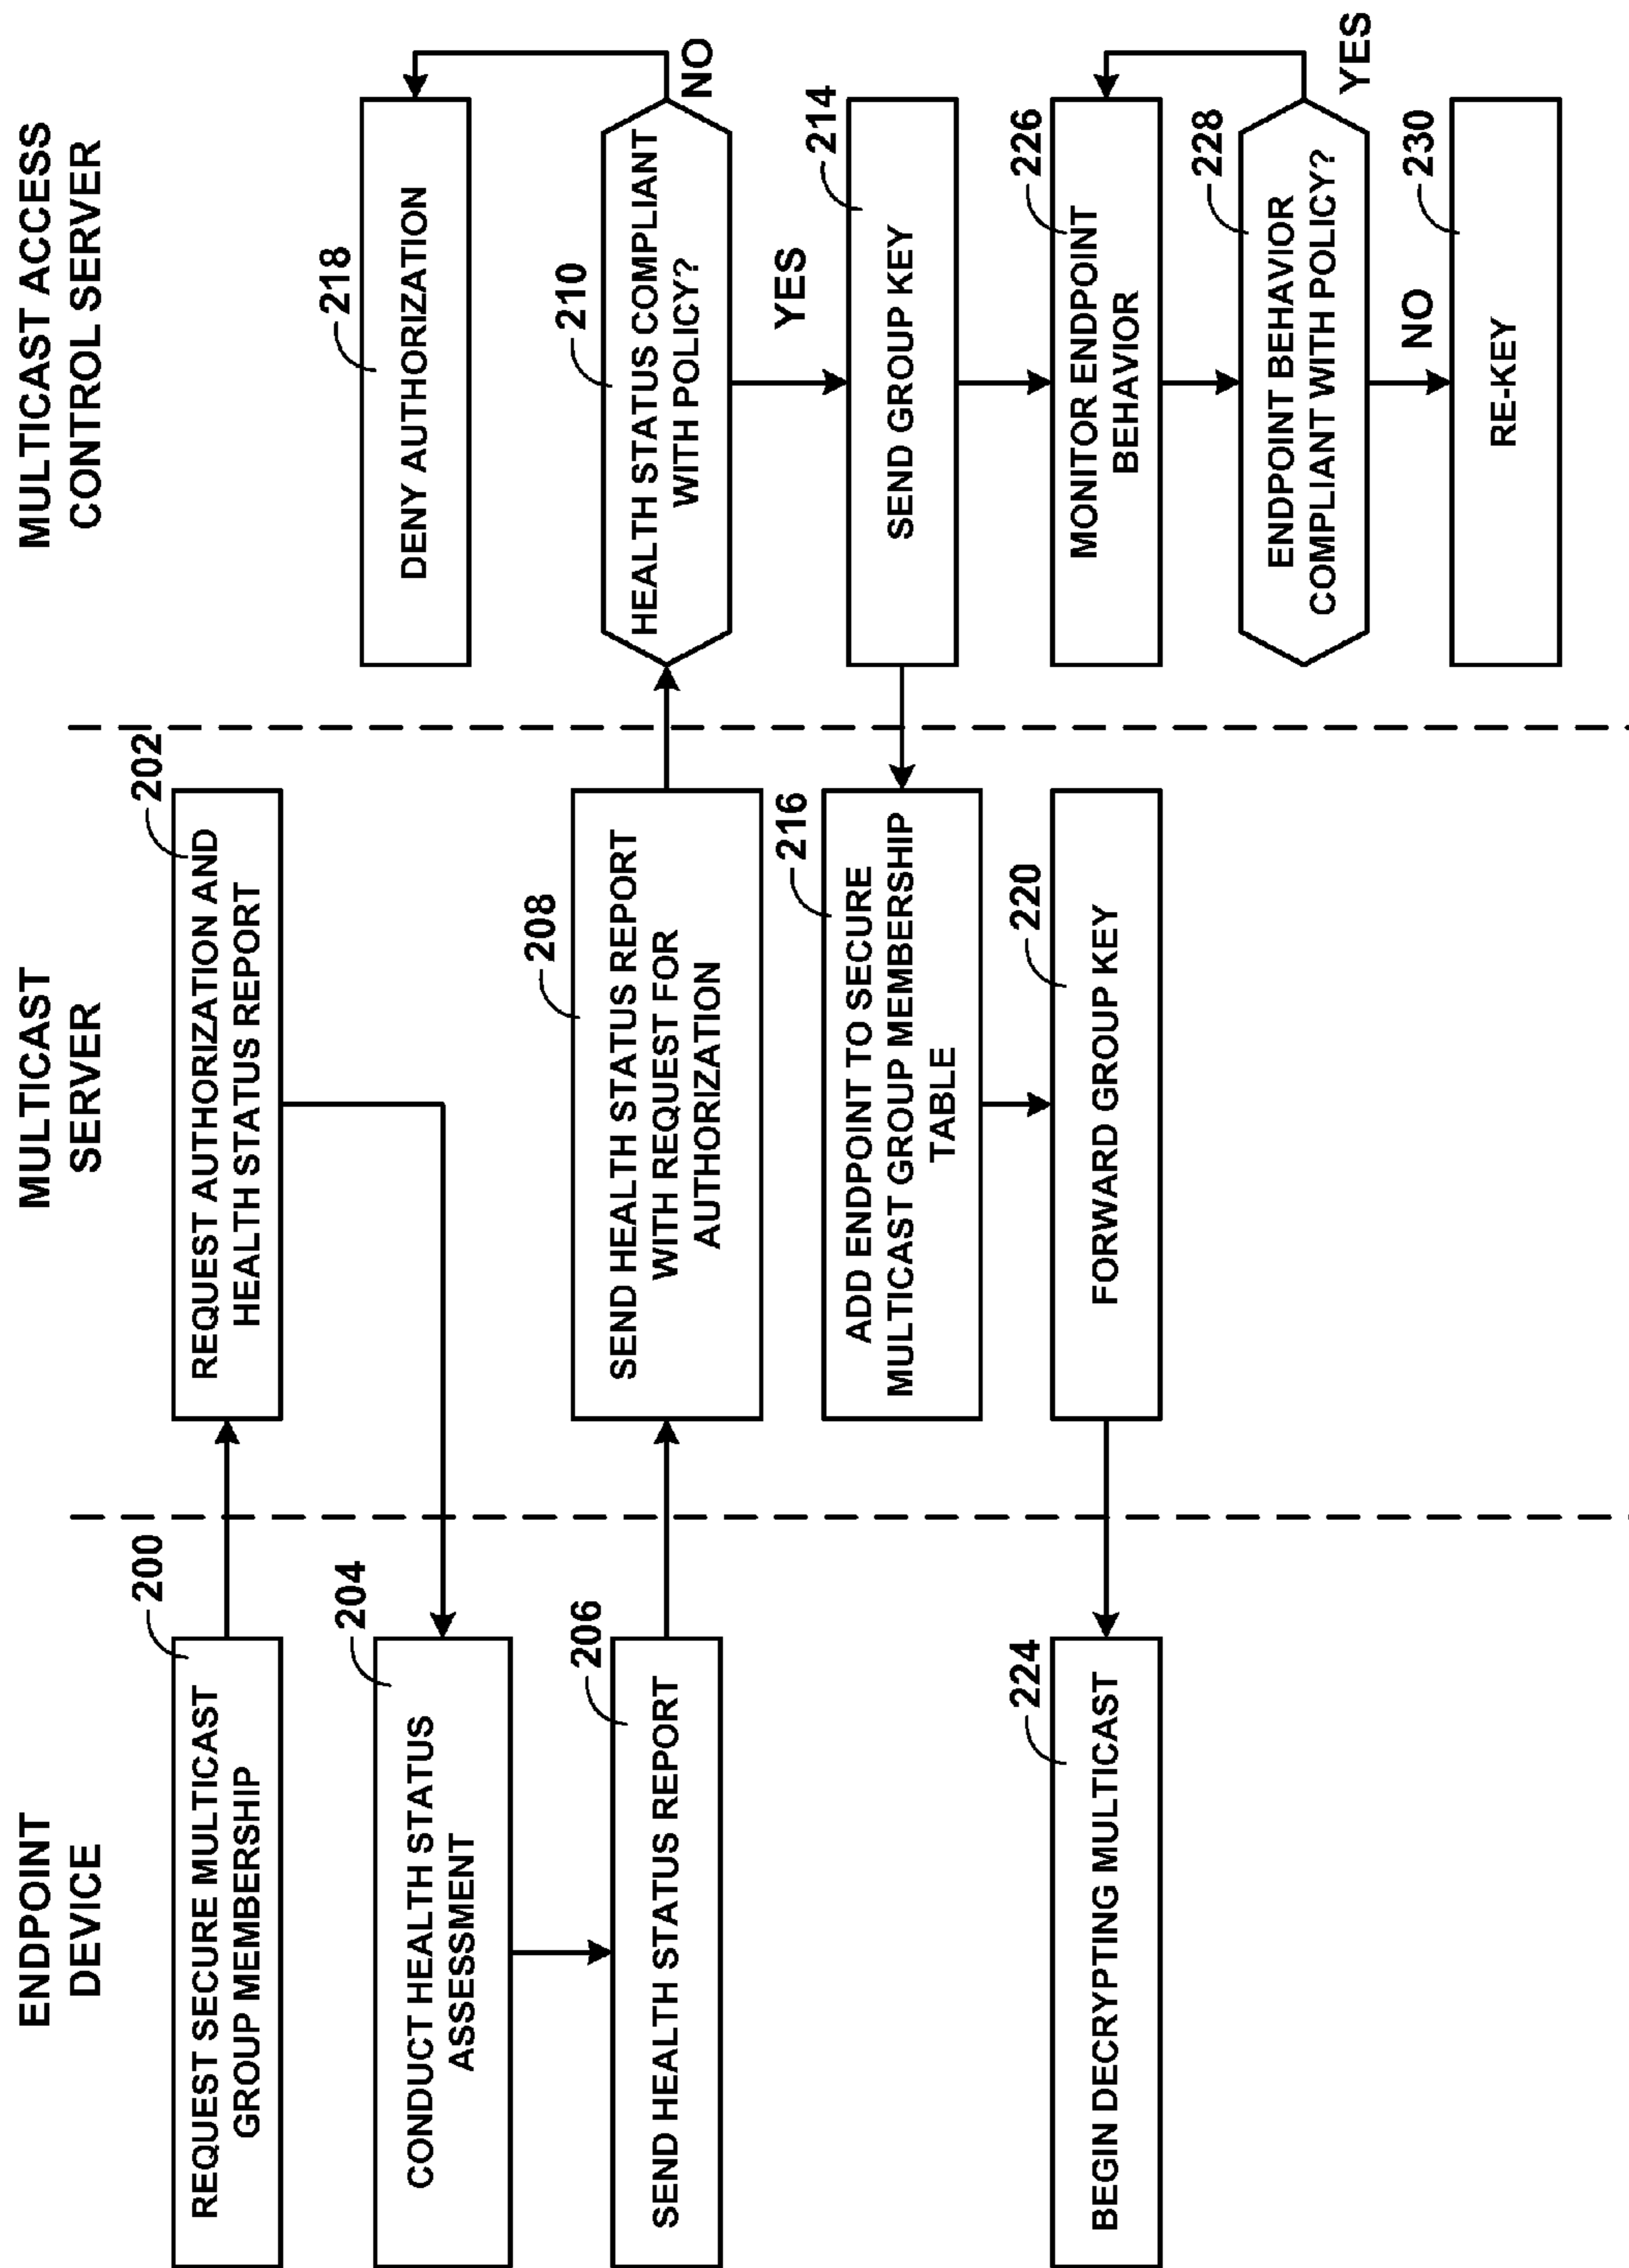 ENDPOINT
DEVICE
MULTICAST
SERVER
MULTICAST ACCESS
CONTROL SERVER
200
REQUEST SECURE MULTICAST
GROUP MEMBERSHIP
202
REQUEST AUTHORIZATION AND
HEALTH STATUS REPORT
204
CONDUCT HEALTH STATUS
ASSESSMENT
218
DENY AUTHORIZATION
206
SEND HEALTH STATUS REPORT
208
SEND HEALTH STATUS REPORT
WITH REQUEST FOR
AUTHORIZATION
210
HEALTH STATUS COMPLIANT
WITH POLICY?
NO
YES
216
ADD ENDPOINT TO SECURE
MULTICAST GROUP MEMBERSHIP
TABLE
214
SEND GROUP KEY
224
BEGIN DECRYPTING MULTICAST
220
FORWARD GROUP KEY
226
MONITOR ENDPOINT
BEHAVIOR
228
ENDPOINT BEHAVIOR
COMPLIANT WITH POLICY?
YES
NO
230
RE-KEY